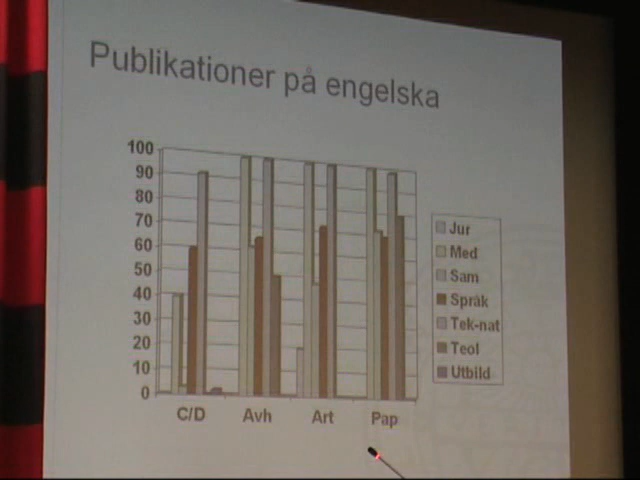 Publikationer på engelska
100
90
80
70
60
50
40
30
20
10
0
C/D Avh Art Pap
Jur
Med
Sam
Språk
Tek-nat
Teol
Utbild